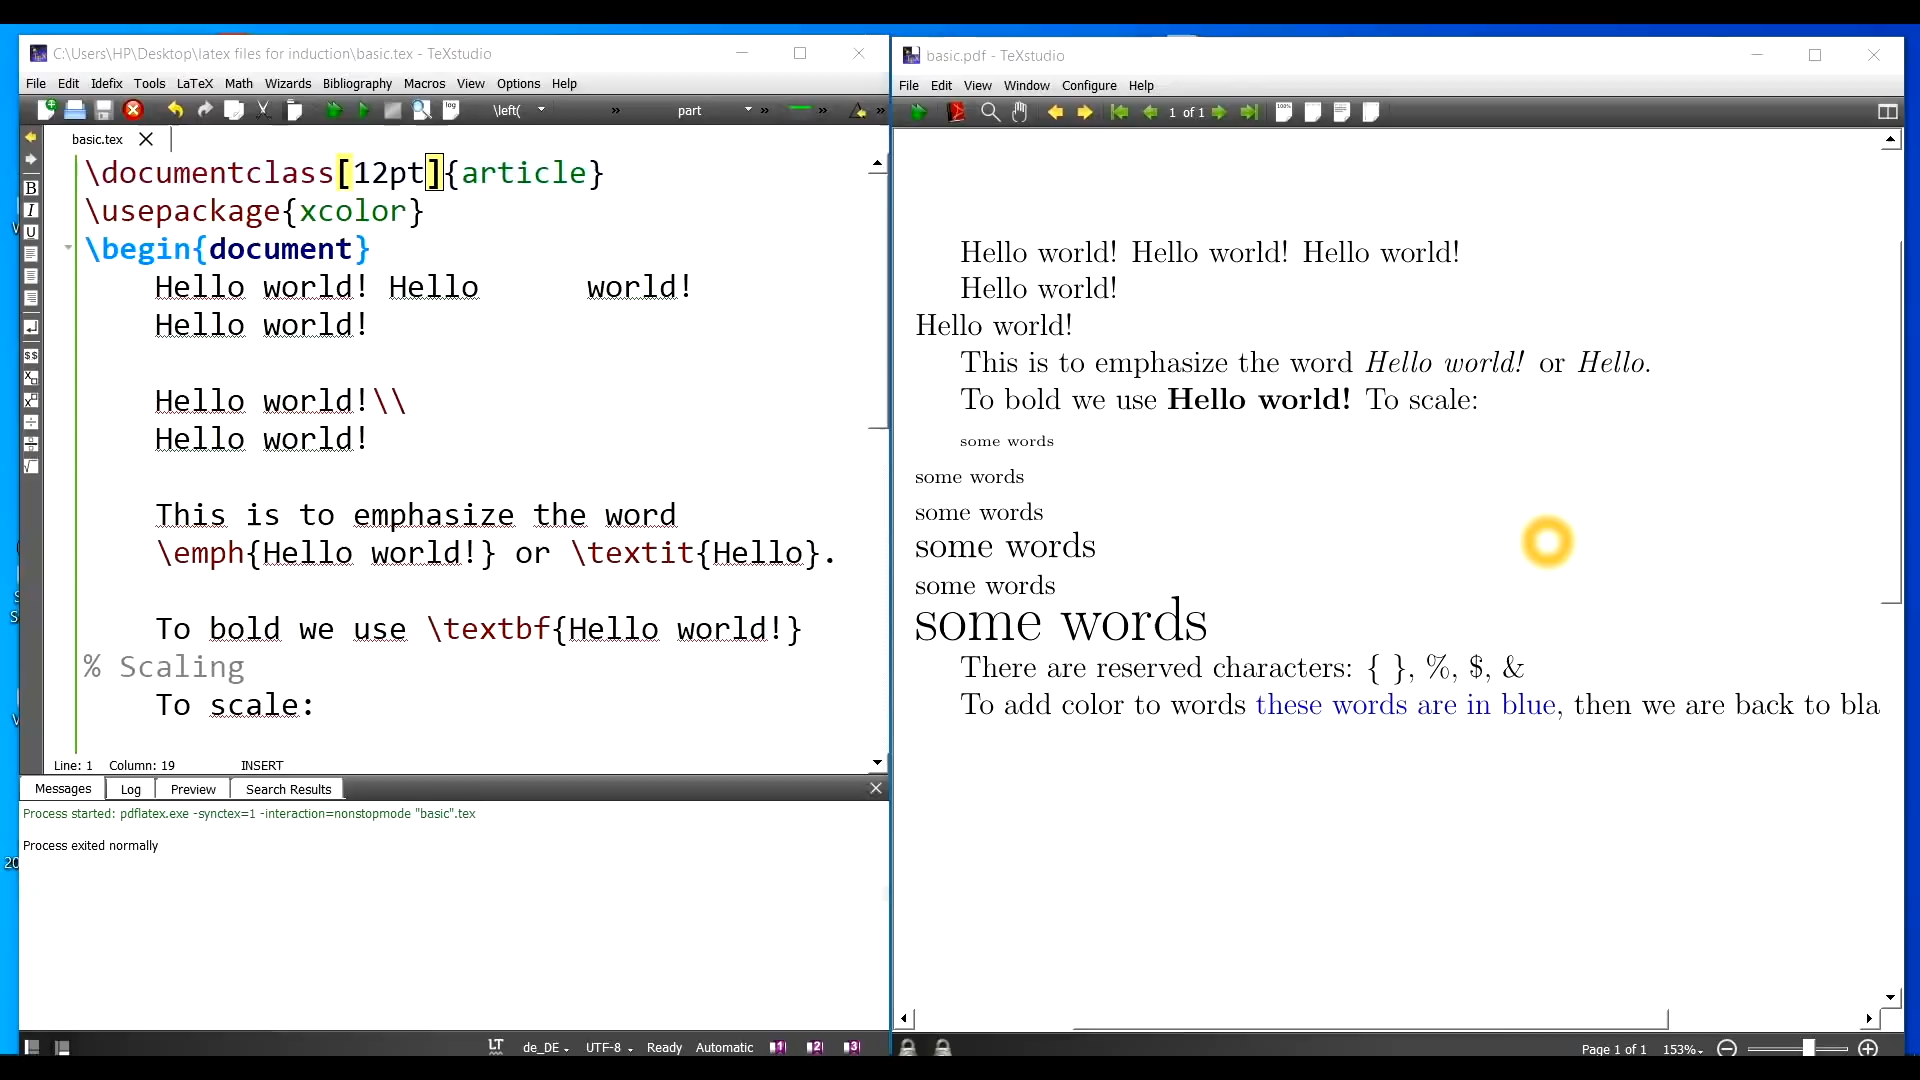 C:\Users\HP\Desktop\latex files for induction\basic.tex - TeXstudio
File Edit Idefix Tools LaTeX Math Wizards Bibliography Macros View Options Help
\left( part
basic.tex
\documentclass[12pt]{article}
\usepackage{xcolor}
\begin{document}
Hello world! Hello world!
Hello world!
Hello world!\\
Hello world!
This is to emphasize the word
\emph{Hello world!} or \textit{Hello}.
To bold we use \textbf{Hello world!}
% Scaling
To scale:
Line: 1 Column: 19 INSERT
Messages Log Preview Search Results
Process started: pdflatex.exe -synctex=1 -interaction=nonstopmode "basic".tex
Process exited normally
LT de_DE UTF-8 Ready Automatic 1 2 3
basic.pdf - TeXstudio
File Edit View Window Configure Help
1 of 1 100%
Hello world! Hello world! Hello world!
Hello world!
Hello world!
This is to emphasize the word Hello world! or Hello.
To bold we use Hello world! To scale:
some words
some words
some words
some words
some words
some words
There are reserved characters: { }, %, $, &
To add color to words these words are in blue, then we are back to bla
Page 1 of 1 153%